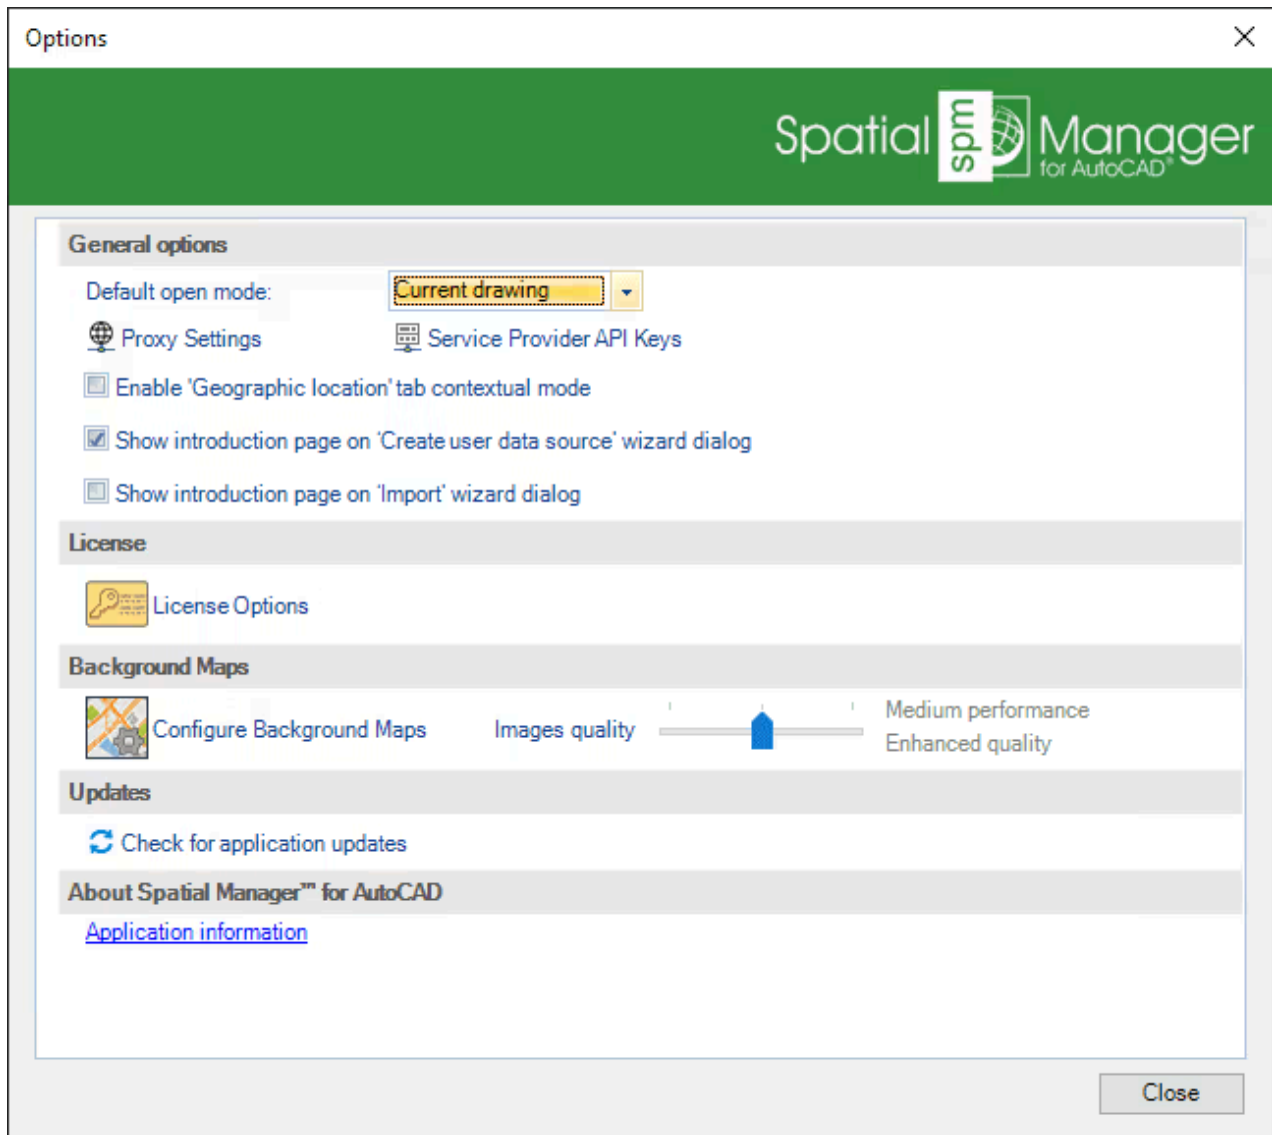 Options
Spatial spm Manager
for AutoCAD®
General options
Default open mode: Current drawing
Proxy Settings Service Provider API Keys
Enable 'Geographic location' tab contextual mode
Show introduction page on 'Create user data source' wizard dialog
Show introduction page on 'Import' wizard dialog
License
License Options
Background Maps
Configure Background Maps Images quality Medium performance
Enhanced quality
Updates
Check for application updates
About Spatial Manager™ for AutoCAD
Application information
Close